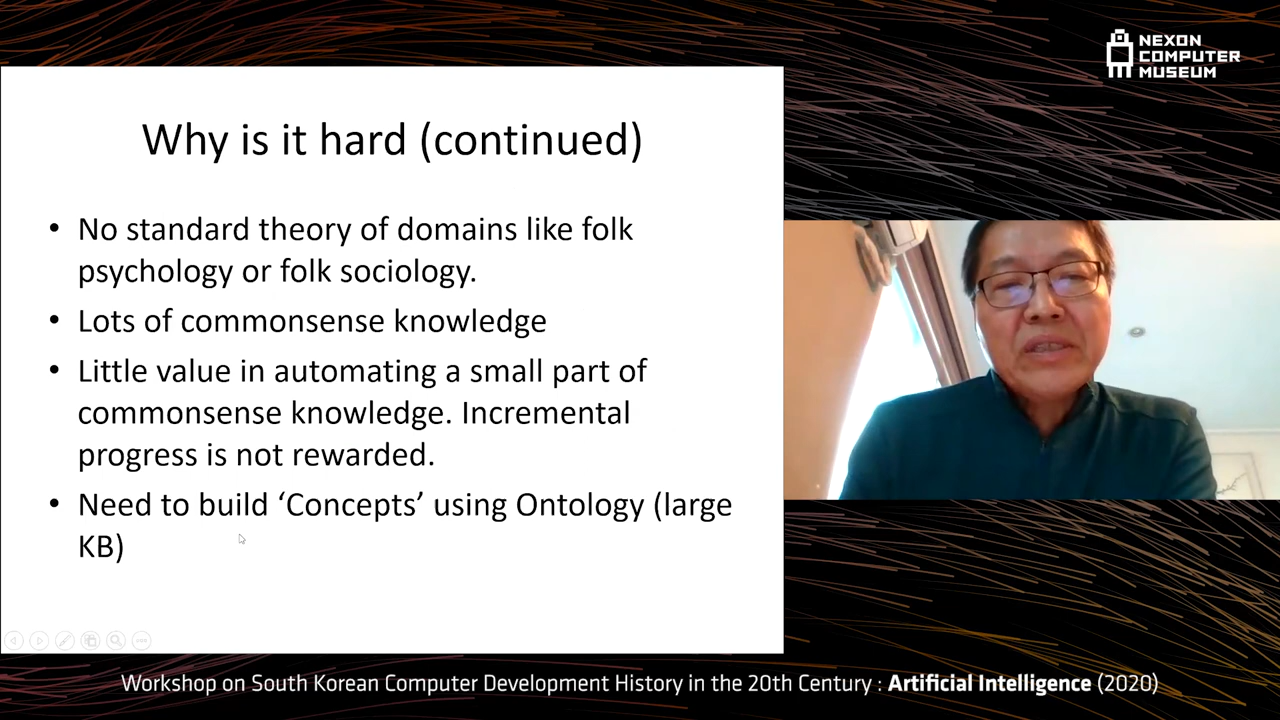 NEXON
COMPUTER
MUSEUM
Why is it hard (continued)
• No standard theory of domains like folk
psychology or folk sociology.
• Lots of commonsense knowledge
• Little value in automating a small part of
commonsense knowledge. Incremental
progress is not rewarded.
• Need to build ‘Concepts’ using Ontology (large
KB)
Workshop on South Korean Computer Development History in the 20th Century : Artificial Intelligence (2020)